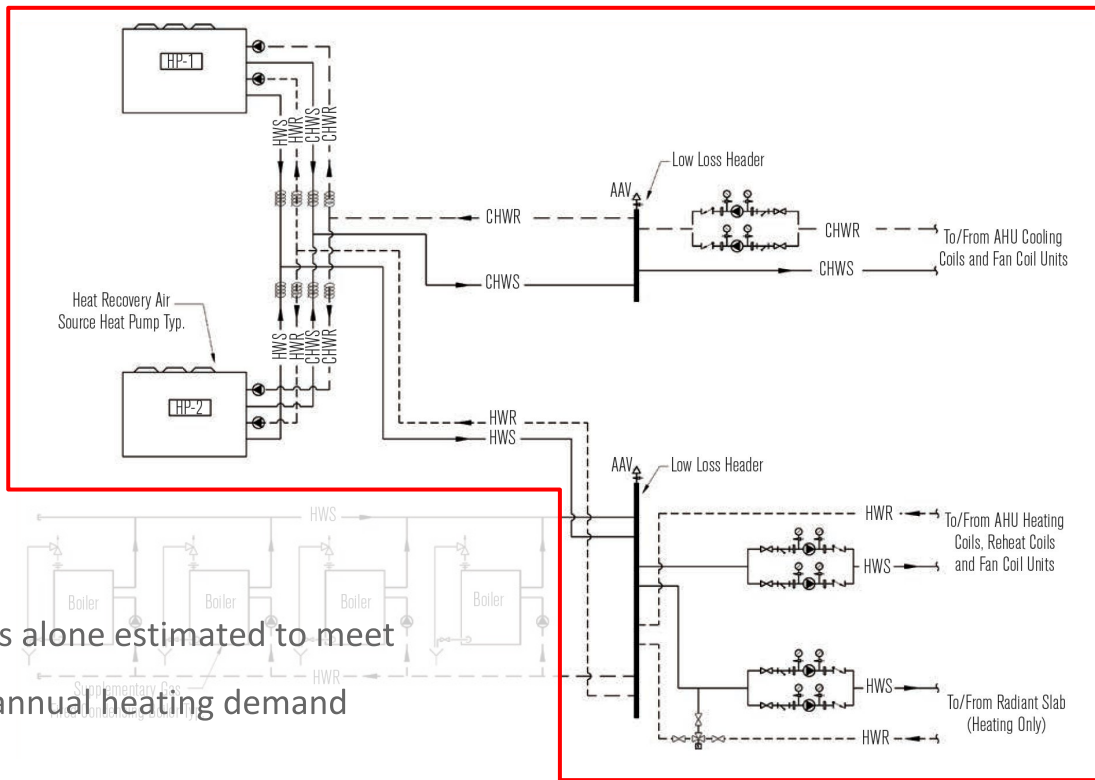 HP-1
HWS
HWR
CHWS
CHWR
Low Loss Header
AAV
CHWR
CHWR
To/From AHU Cooling
Coils and Fan Coil Units
CHWS
CHWS
Heat Recovery Air
Source Heat Pump Typ.
HWS
HWR
CHWS
CHWR
HP-2
HWR
HWS
AAV
Low Loss Header
HWS
HWR
To/From AHU Heating
Coils, Reheat Coils
and Fan Coil Units
HWS
Boiler
Boiler
Boiler
Boiler
s alone estimated to meet
HWR
Supplementary Gas
annual heating demand
HWS
To/From Radiant Slab
(Heating Only)
HWR